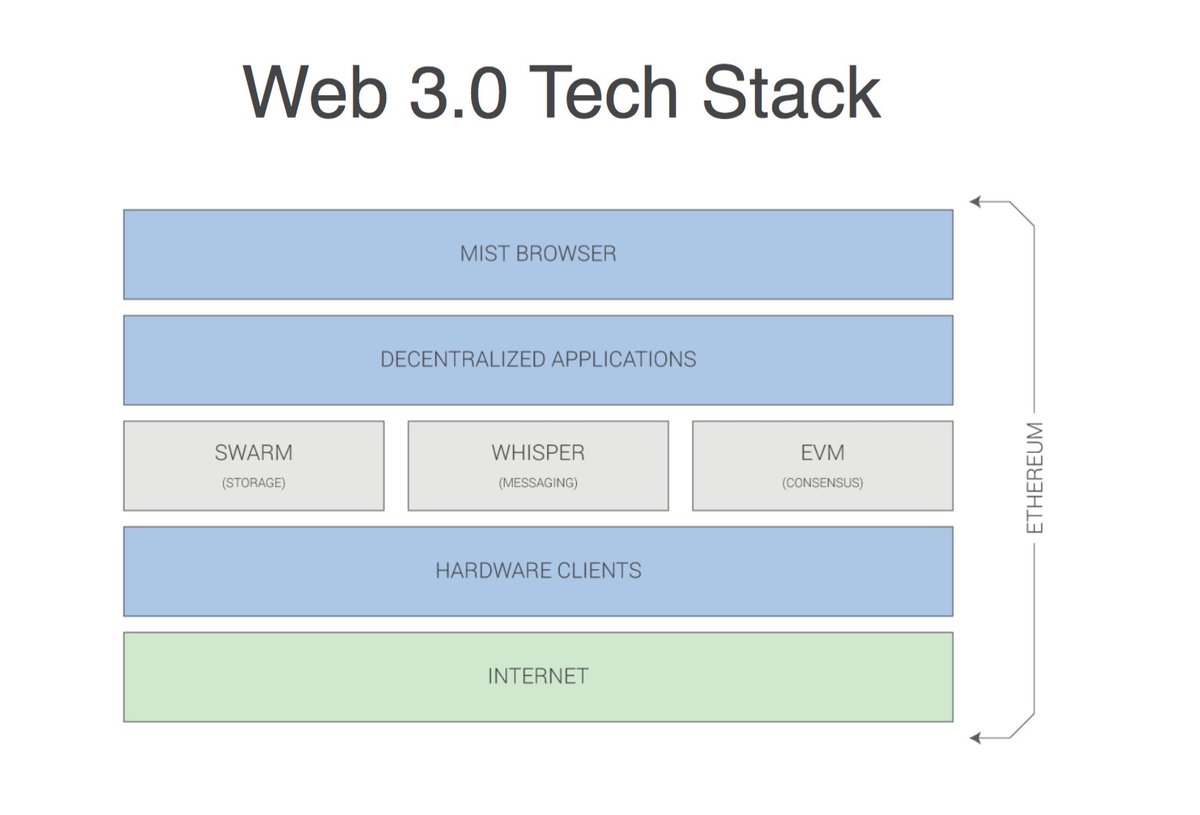 Web 3.0 Tech Stack
MIST BROWSER
DECENTRALIZED APPLICATIONS
SWARM
(STORAGE)
WHISPER
(MESSAGING)
EVM
(CONSENSUS)
HARDWARE CLIENTS
INTERNET
ETHEREUM